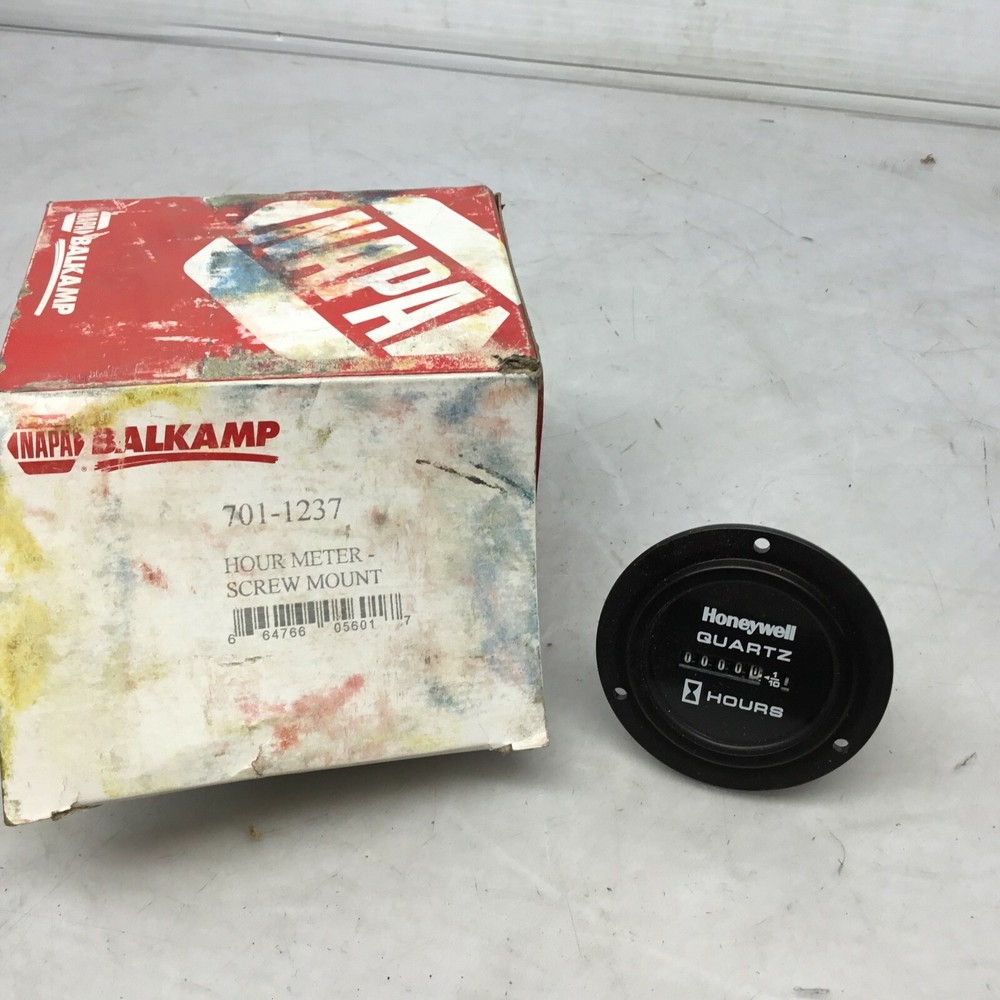 NAPA BALKAMP
NAPA
NAPA BALKAMP
701-1237
HOUR METER -
SCREW MOUNT
6 64766 05601 7
Honeywell
QUARTZ
0 0 0 0 0 1/10
HOURS